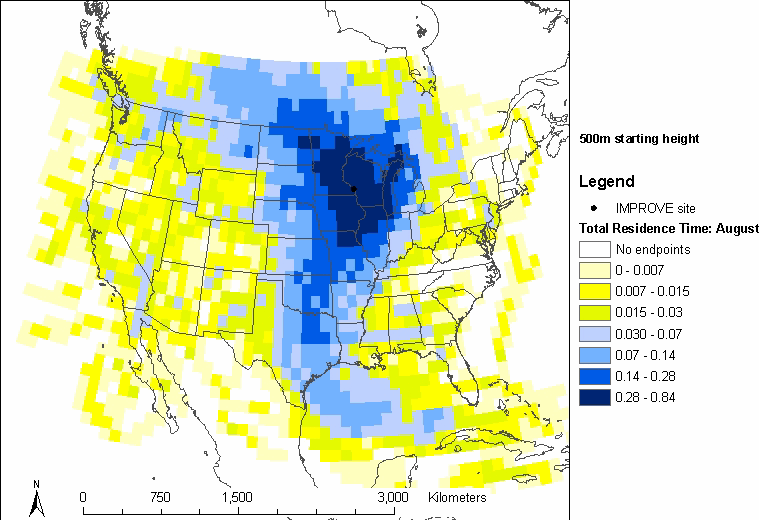 500m starting height
Legend
IMPROVE site
Total Residence Time: August
No endpoints
0 - 0.007
0.007 - 0.015
0.015 - 0.03
0.030 - 0.07
0.07 - 0.14
0.14 - 0.28
0.28 - 0.84
N
0 750 1,500 3,000 Kilometers